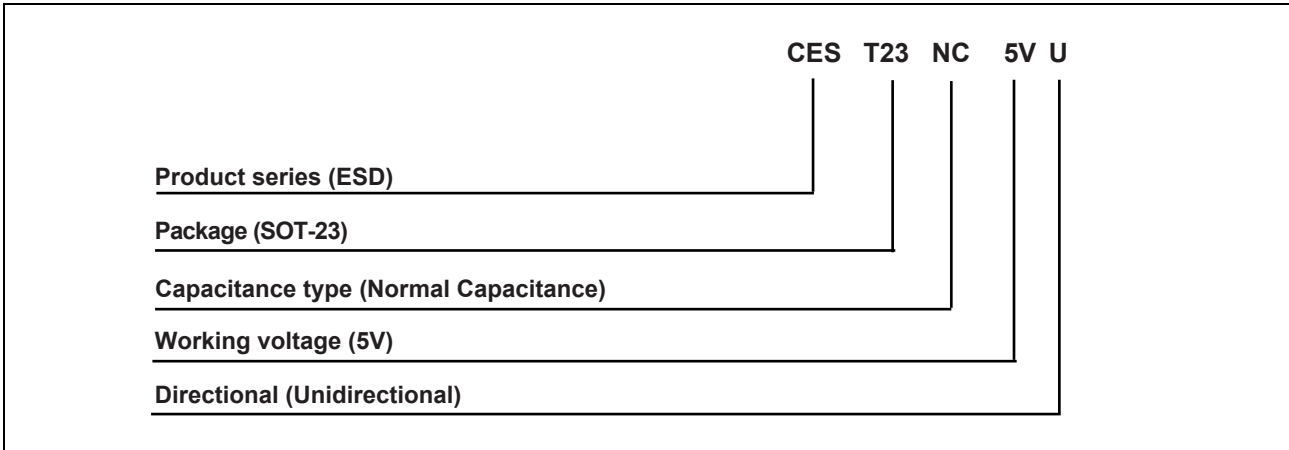 CES T23 NC 5V U
Product series (ESD)
Package (SOT-23)
Capacitance type (Normal Capacitance)
Working voltage (5V)
Directional (Unidirectional)